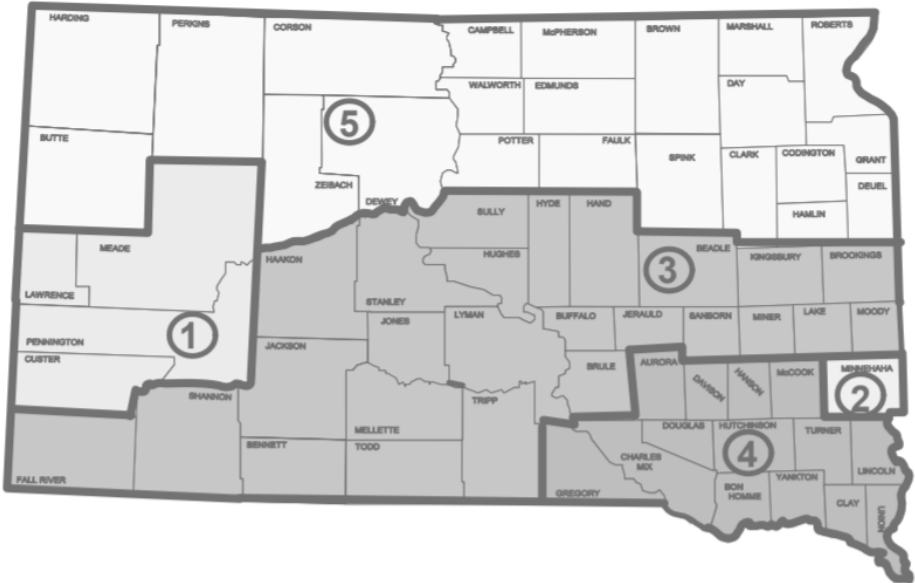 HARDING
PERKINS
CORSON
CAMPBELL
McPHERSON
BROWN
MARSHALL
ROBERTS
WALWORTH
EDMUNDS
DAY
5
BUTTE
POTTER
FAULK
SPINK
CLARK
CODINGTON
GRANT
ZEIBACH
DEWEY
DEUEL
HAMLIN
SULLY
HYDE
HAND
MEADE
HUGHES
BEADLE
KINGSBURY
BROOKINGS
HAAKON
3
LAWRENCE
STANLEY
1
JONES
LYMAN
BUFFALO
JERAULD
SANBORN
MINER
LAKE
MOODY
PENNINGTON
CUSTER
JACKSON
BRULE
AURORA
DAVISON
HANSON
McCOOK
MINNEHAHA
2
SHANNON
TRIPP
MELLETTE
DOUGLAS
HUTCHINSON
TURNER
BENNETT
TODD
4
CHARLES
MIX
LINCOLN
FALL RIVER
GREGORY
BON
HOMME
YANKTON
CLAY
UNION